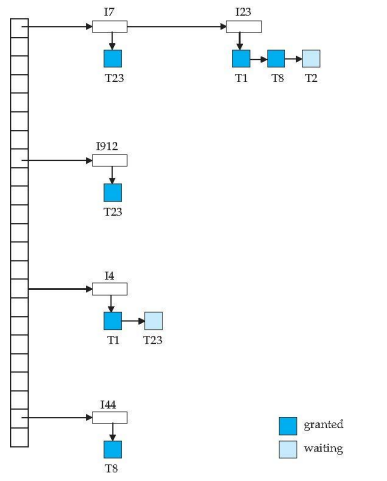 I7 I23
T23 T1 T8 T2
I912
T23
I4
T1 T23
I44
granted
waiting
T8